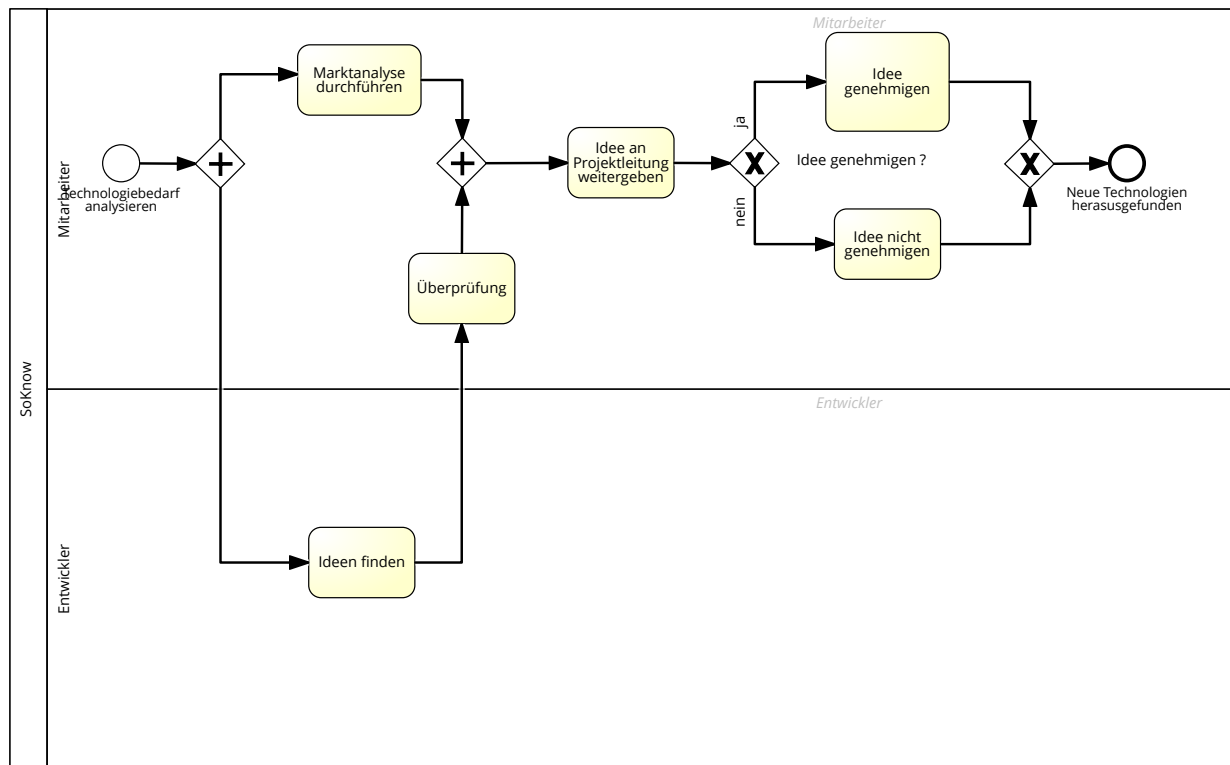 SoKnow
Mitarbeiter
Mitarbeiter
Technologiebedarf
analysieren
Marktanalyse
durchführen
Überprüfung
Idee an
Projektleitung
weitergeben
ja
nein
Idee genehmigen ?
Idee
genehmigen
Idee nicht
genehmigen
Neue Technologien
herasusgefunden
Entwickler
Entwickler
Ideen finden